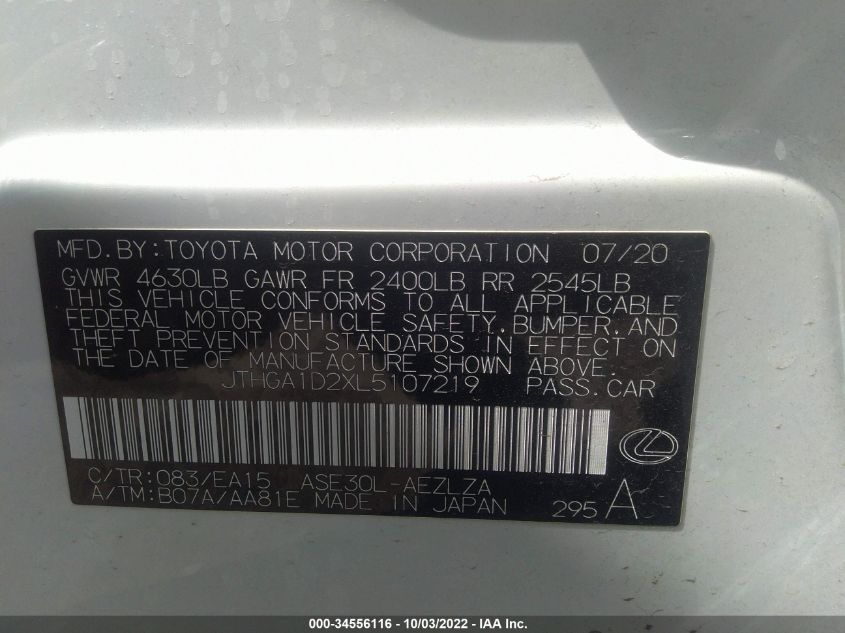 MFD.BY:TOYOTA MOTOR CORPORATION 07/20
GVWR 4630LB GAWR FR 2400LB RR 2545LB
THIS VEHICLE CONFORMS TO ALL APPLICABLE
FEDERAL MOTOR VEHICLE SAFETY,BUMPER,AND
THEFT PREVENTION STANDARDS IN EFFECT ON
THE DATE OF MANUFACTURE SHOWN ABOVE.
JTHGA1D2XL5107219 PASS.CAR
C/TR:083/EA15 ASE30L-AEZLZA
A/TM:B07A/AA81E MADE IN JAPAN 295 A
000-34556116 - 10/03/2022 - IAA Inc.